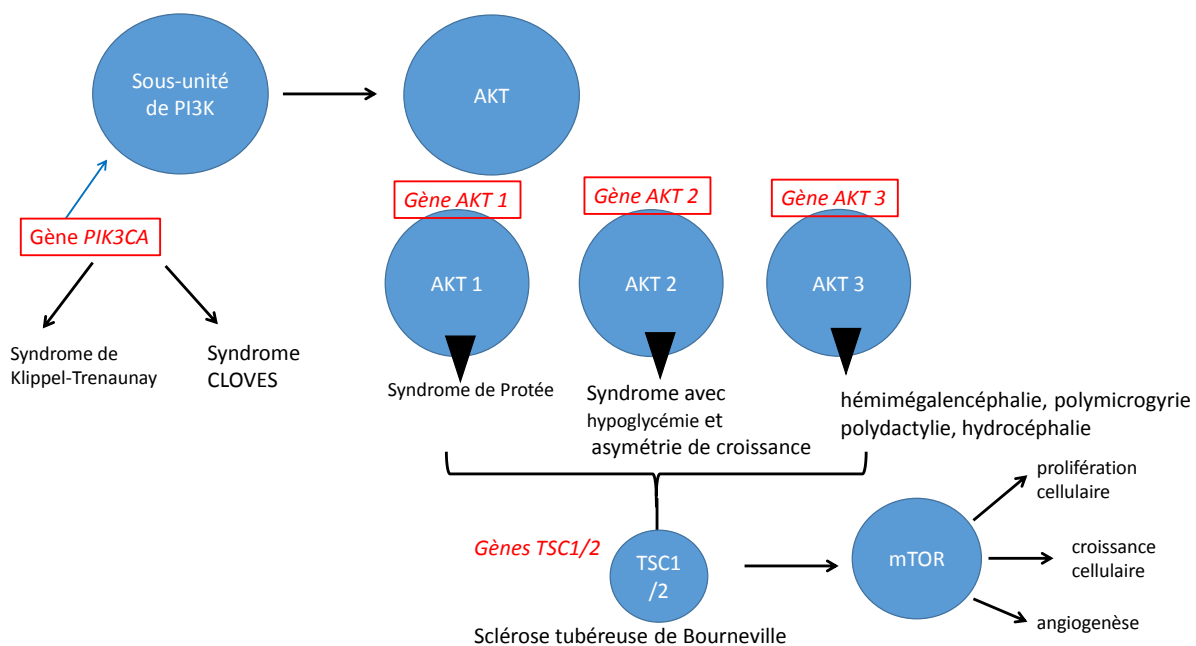 Sous-unité
de PI3K
AKT
Gène AKT 1
Gène AKT 2
Gène AKT 3
Gène PIK3CA
AKT 1
AKT 2
AKT 3
Syndrome de
Klippel-Trenaunay
Syndrome
CLOVES
Syndrome de Protée
Syndrome avec
hypoglycémie et
asymétrie de croissance
hémimégalencéphalie, polymicrogyrie
polydactylie, hydrocéphalie
Gènes TSC1/2
TSC1
/2
Sclérose tubéreuse de Bourneville
mTOR
prolifération
cellulaire
croissance
cellulaire
angiogenèse